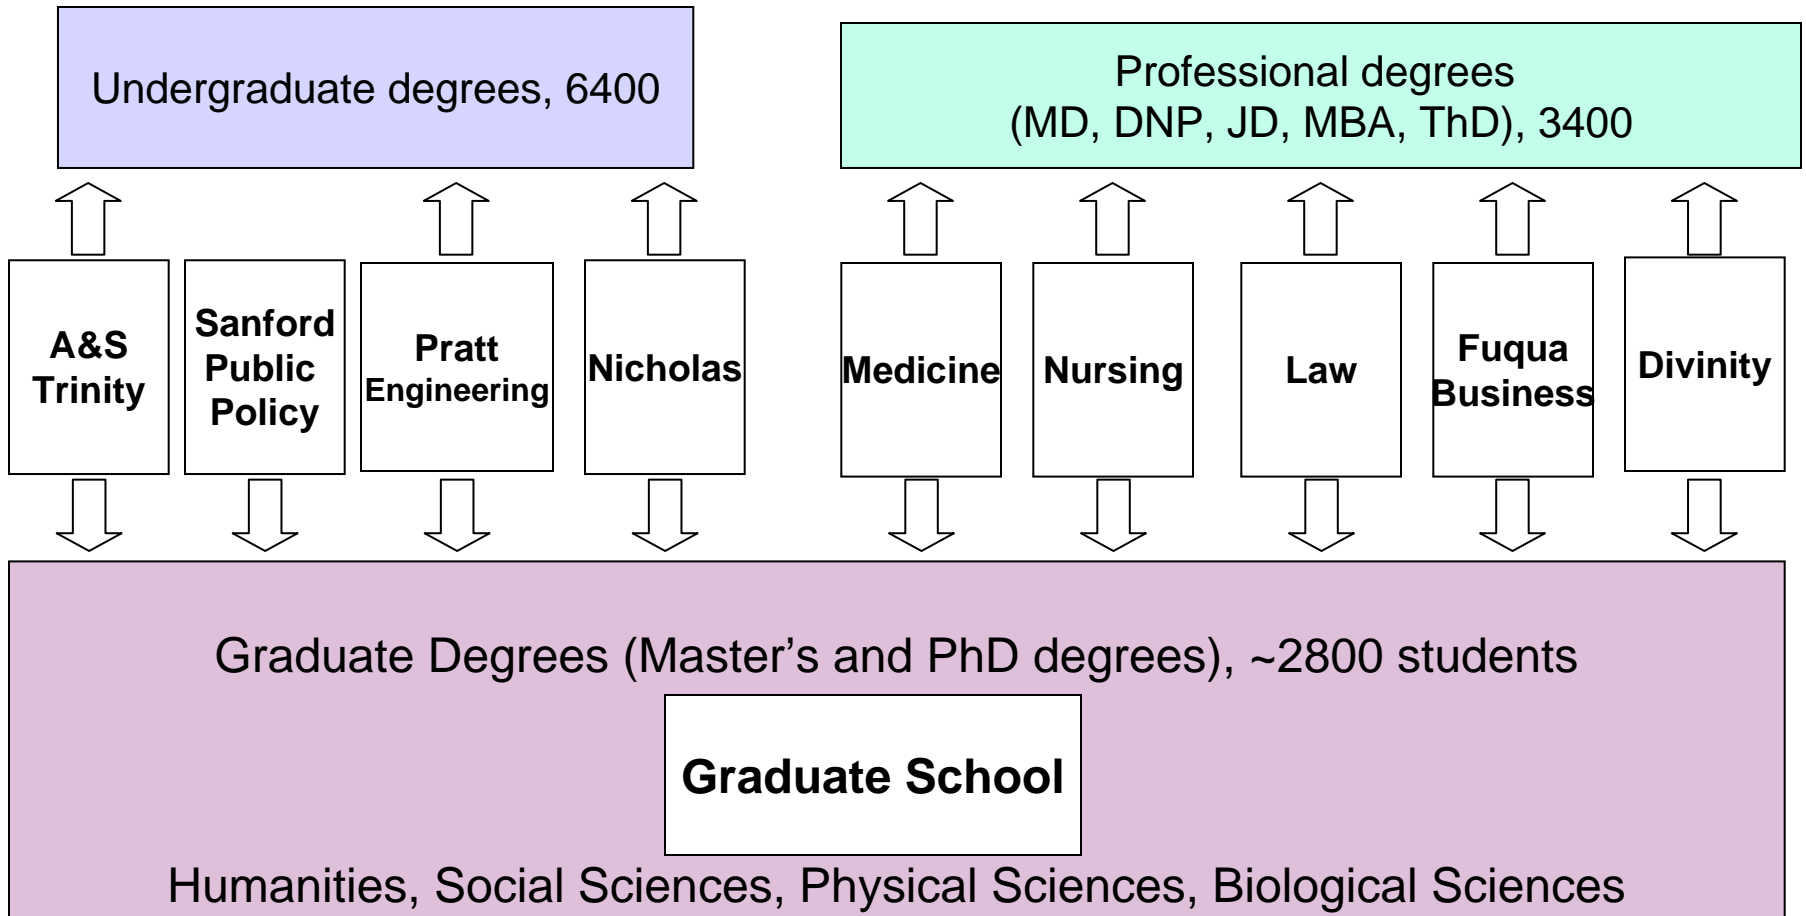 Undergraduate degrees, 6400
Professional degrees
(MD, DNP, JD, MBA, ThD), 3400
A&S
Trinity
Sanford
Public
Policy
Pratt
Engineering
Nicholas
Medicine
Nursing
Law
Fuqua
Business
Divinity
Graduate Degrees (Master’s and PhD degrees), ~2800 students
Graduate School
Humanities, Social Sciences, Physical Sciences, Biological Sciences